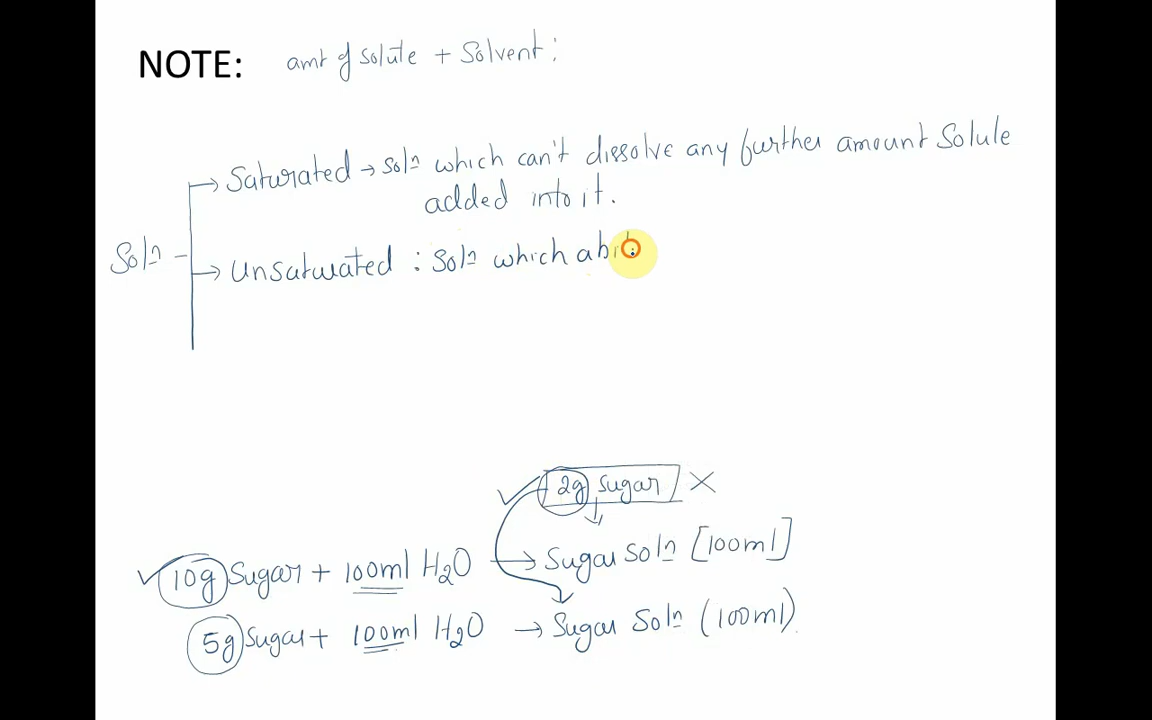 NOTE: amt of Solute + Solvent;
Saturated → Soln which can't dissolve any further amount Solute
added into it.
Soln
→ Unsaturated : Soln which abi
2g Sugar
10g Sugar + 100ml H₂O → Sugar Soln [100ml]
5g Sugar + 100ml H₂O → Sugar Soln (100ml)